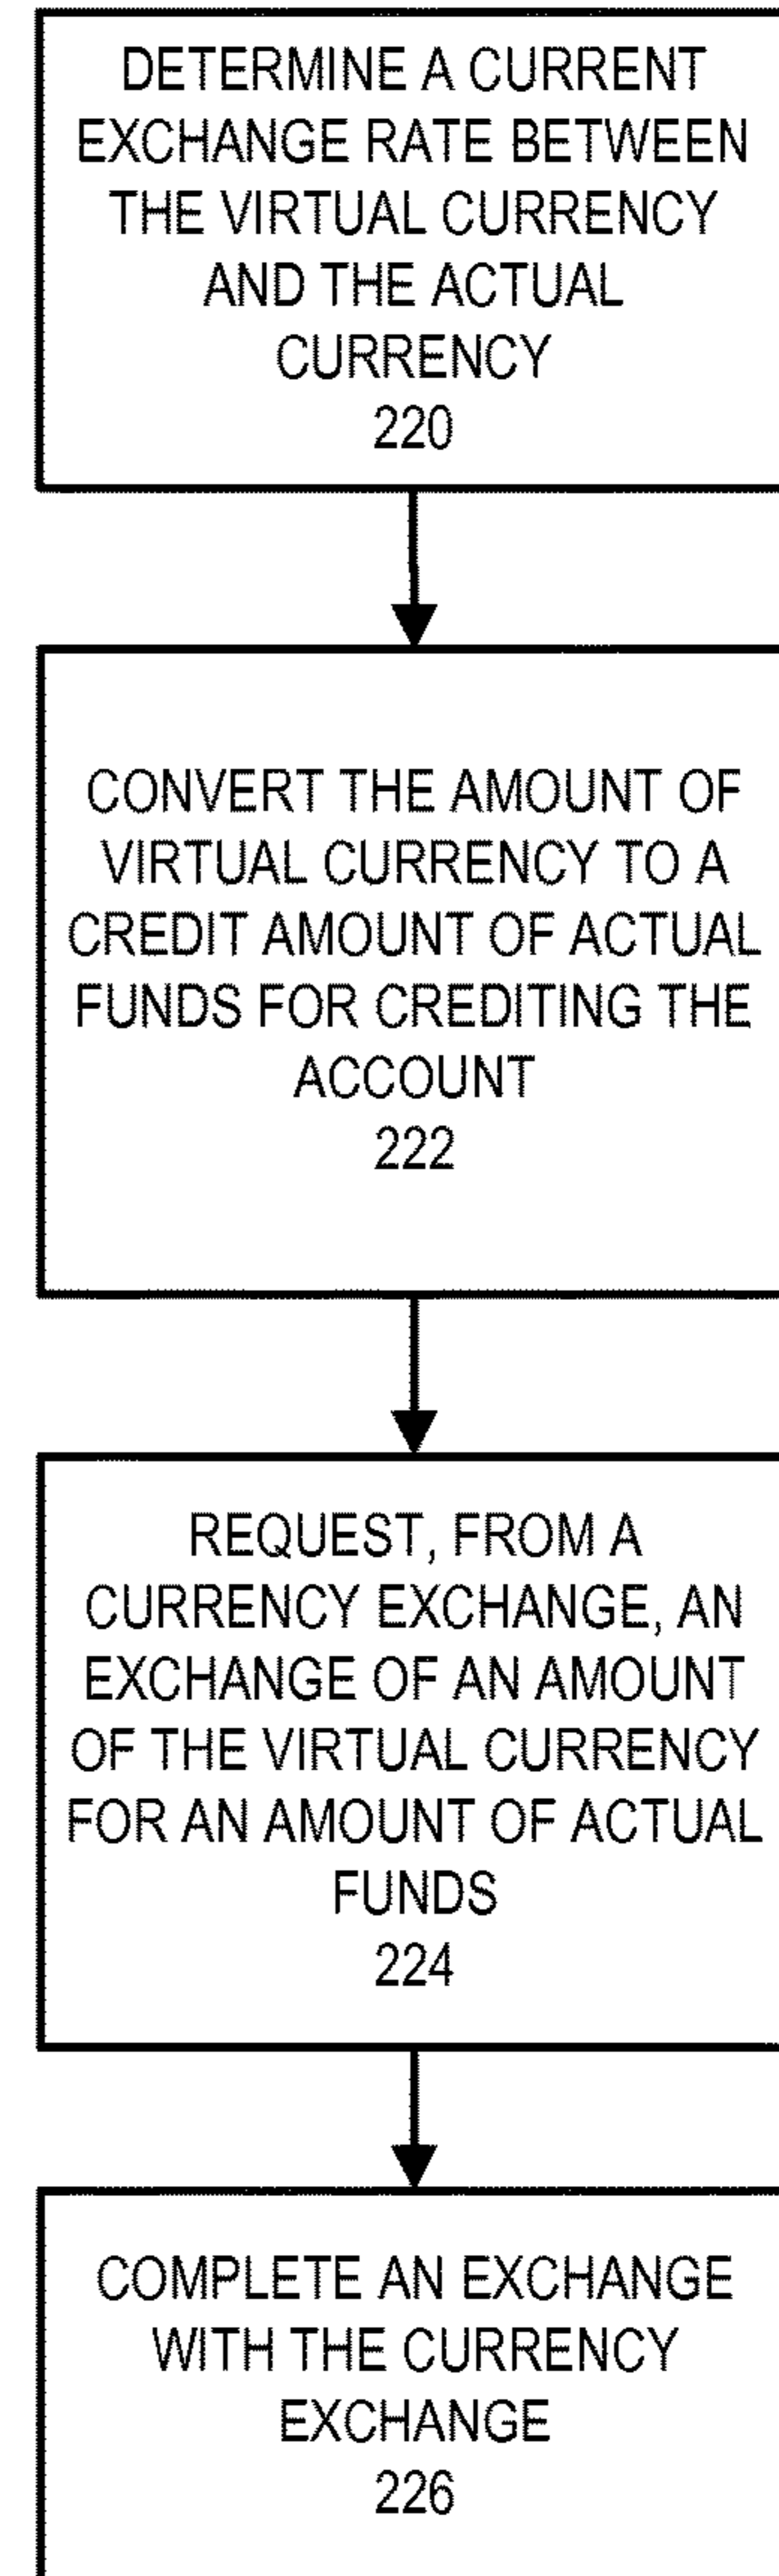 DETERMINE A CURRENT
EXCHANGE RATE BETWEEN
THE VIRTUAL CURRENCY
AND THE ACTUAL
CURRENCY
220
CONVERT THE AMOUNT OF
VIRTUAL CURRENCY TO A
CREDIT AMOUNT OF ACTUAL
FUNDS FOR CREDITING THE
ACCOUNT
222
REQUEST, FROM A
CURRENCY EXCHANGE, AN
EXCHANGE OF AN AMOUNT
OF THE VIRTUAL CURRENCY
FOR AN AMOUNT OF ACTUAL
FUNDS
224
COMPLETE AN EXCHANGE
WITH THE CURRENCY
EXCHANGE
226